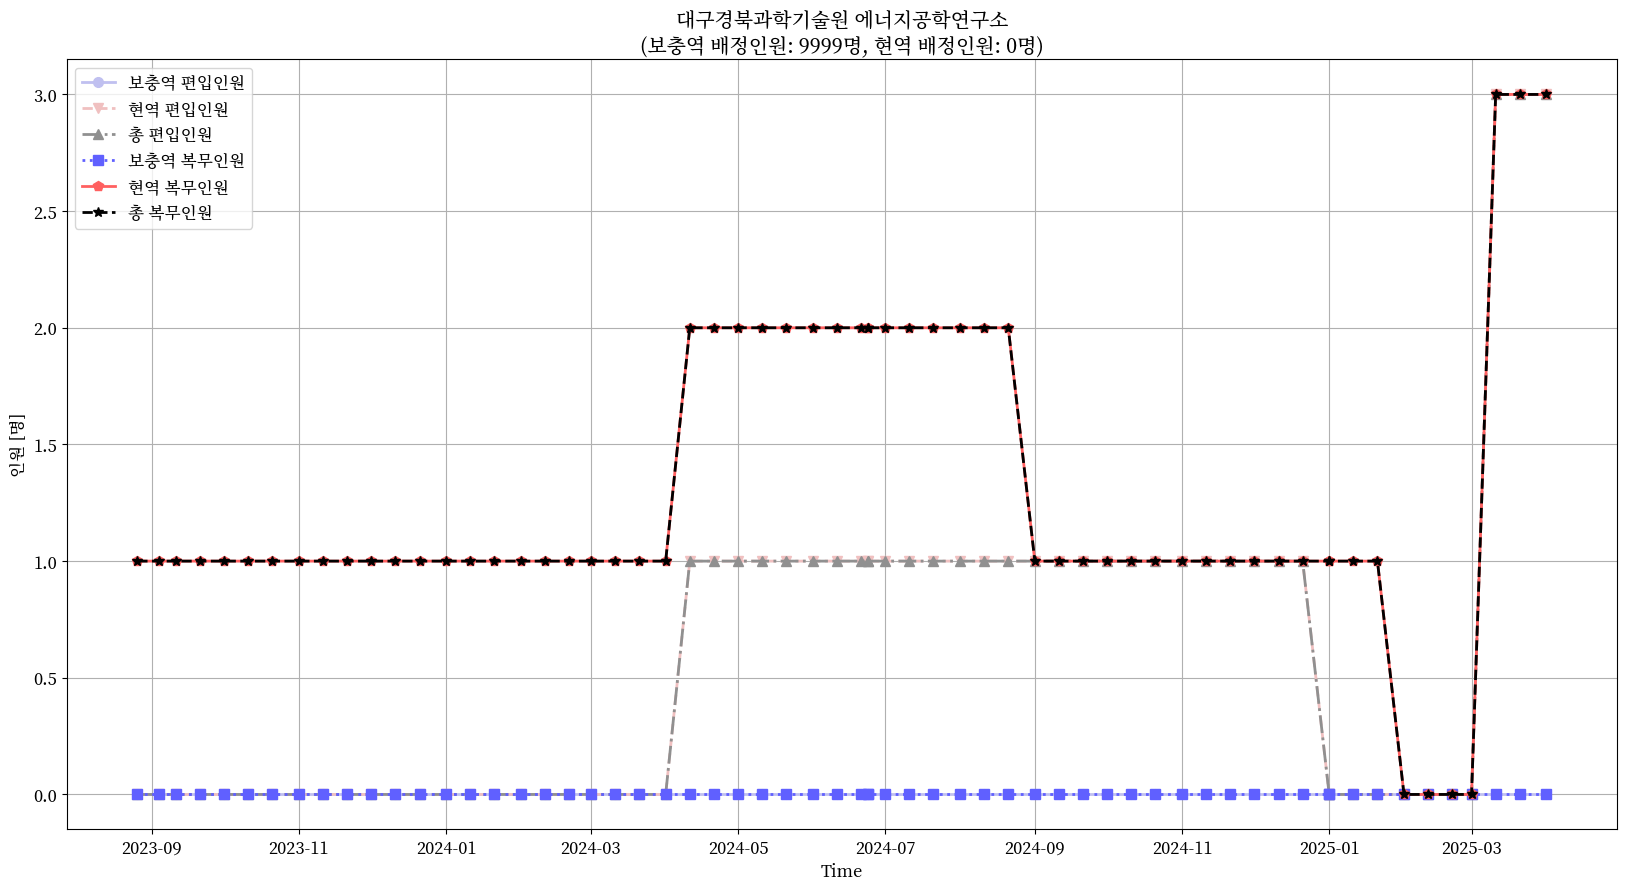 대구경북과학기술원 에너지공학연구소
(보충역 배정인원: 9999명, 현역 배정인원: 0명)
보충역 편입인원
현역 편입인원
총 편입인원
보충역 복무인원
현역 복무인원
총 복무인원
인원 [명]
3.0
2.5
2.0
1.5
1.0
0.5
0.0
2023-09
2023-11
2024-01
2024-03
2024-05
2024-07
2024-09
2024-11
2025-01
2025-03
Time